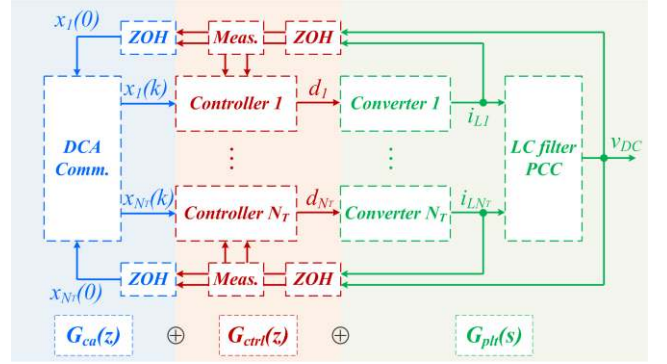 x1(0) ZOH Meas. ZOH
x1(k) Controller 1 d1 Converter 1 iL1
DCA Comm. ⋮ ⋮ LC filter PCC vDC
xNT(k) Controller NT dNT Converter NT iLNT
xNT(0) ZOH Meas. ZOH
Gca(z) ⊕ Gctrl(z) ⊕ Gplt(s)